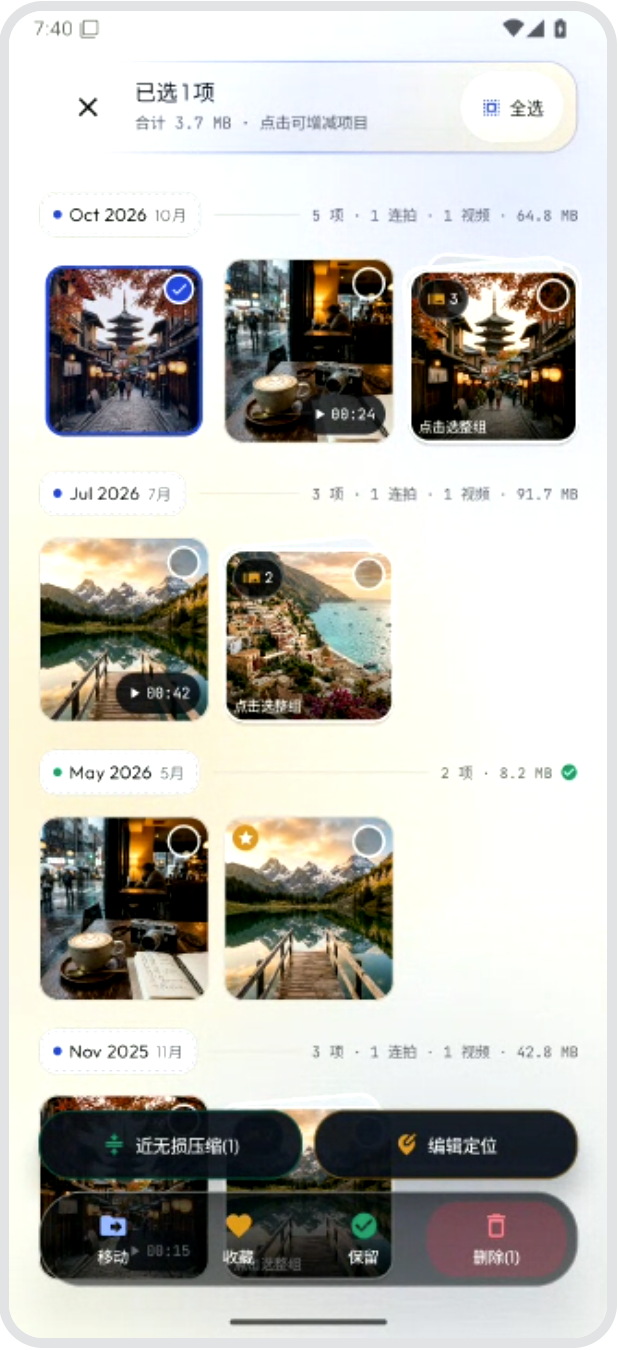 7:40
已选1项
合计 3.7 MB · 点击可增减项目
全选
Oct 2026 10月
5 项 · 1 连拍 · 1 视频 · 64.8 MB
3
00:24
点击选整组
Jul 2026 7月
3 项 · 1 连拍 · 1 视频 · 91.7 MB
2
00:42
点击选整组
May 2026 5月
2 项 · 8.2 MB
Nov 2025 11月
3 项 · 1 连拍 · 1 视频 · 42.8 MB
近无损压缩(1)
编辑定位
移动
00:15
收藏
点击选整组
保留
删除(1)